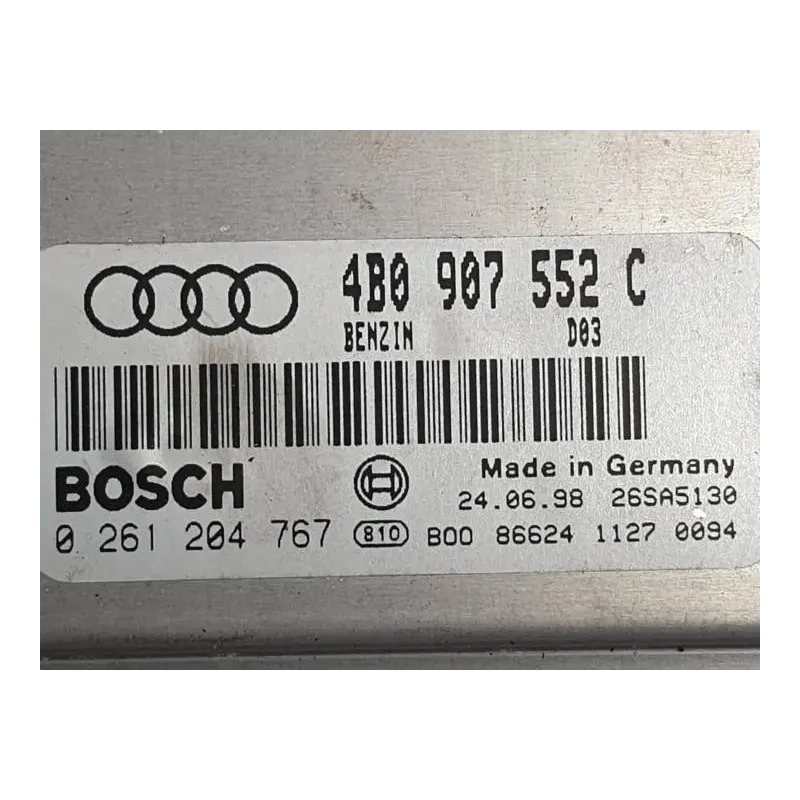 4B0 907 552 C
BENZIN D03
BOSCH Made in Germany
24.06.98 26SA5130
0 261 204 767 810 B00 86624 1127 0094